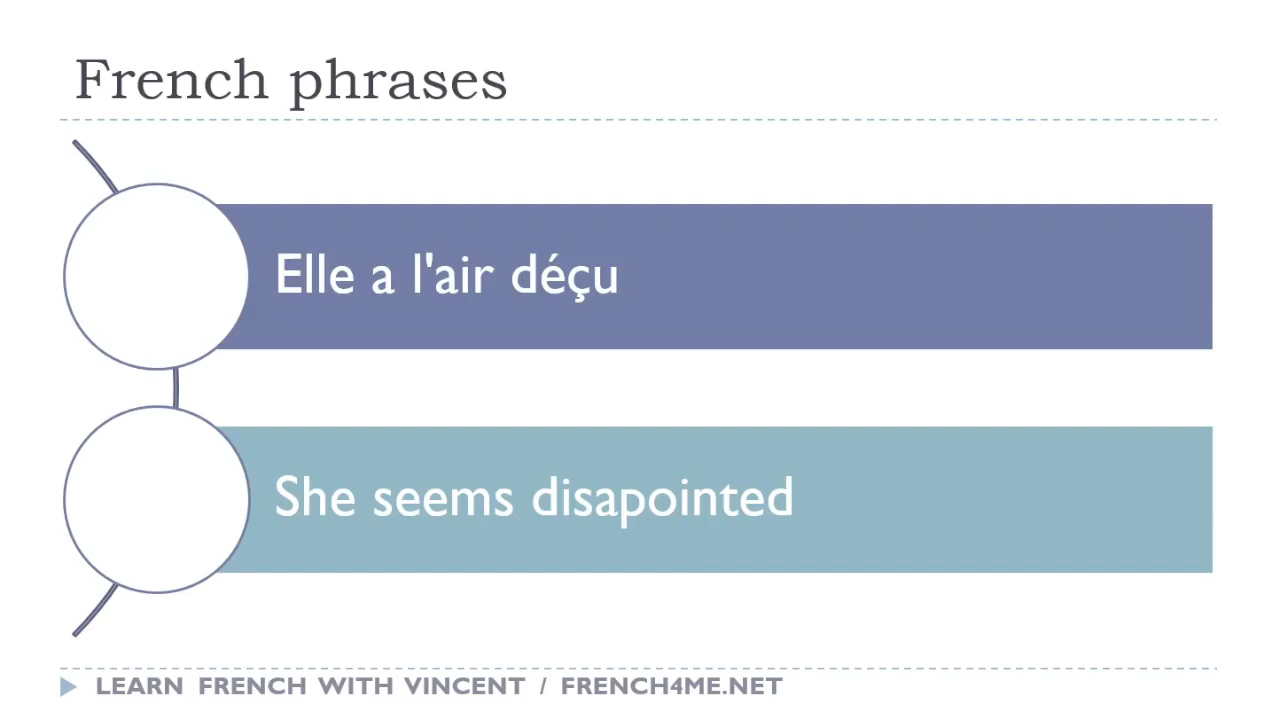 French phrases
Elle a l'air déçu
She seems disapointed
LEARN FRENCH WITH VINCENT / FRENCH4ME.NET